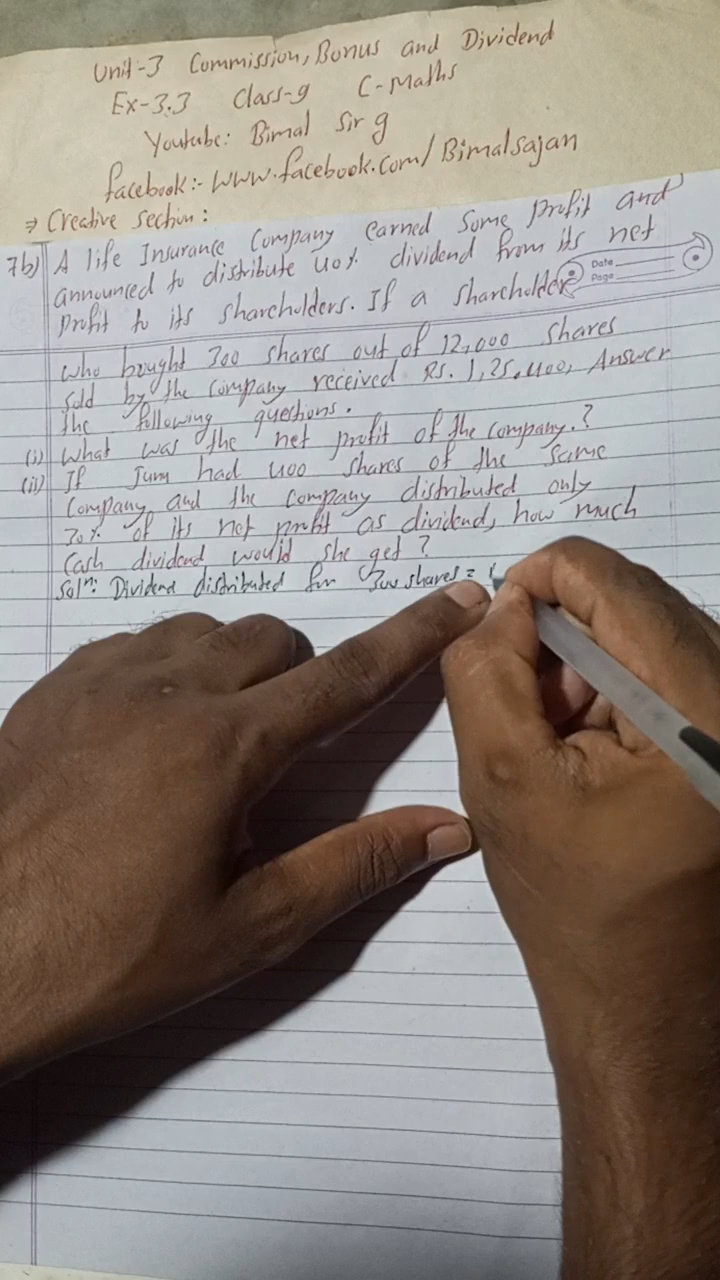 Unit-3 Commission, Bonus and Dividend
Ex-3.3 Class-9 C-Maths
Youtube: Bimal Sir g
facebook:- www.facebook.com/Bimalsajan
⇒ Creative section:
7b) A life Insurance Company earned some profit and
announced to distribute 40% dividend from its net
Date
Page
profit to its shareholders. If a shareholder
who bought 300 shares out of 12,000 shares
sold by the company received Rs. 1,25,400, Answer
the following questions.
(i) What was the net profit of the company.?
(ii) If Jum had 400 shares of the same
Company and the company distributed only
30% of its net profit as dividend, how much
Cash dividend would she get?
Solⁿ: Dividend distributed for 300 shares =